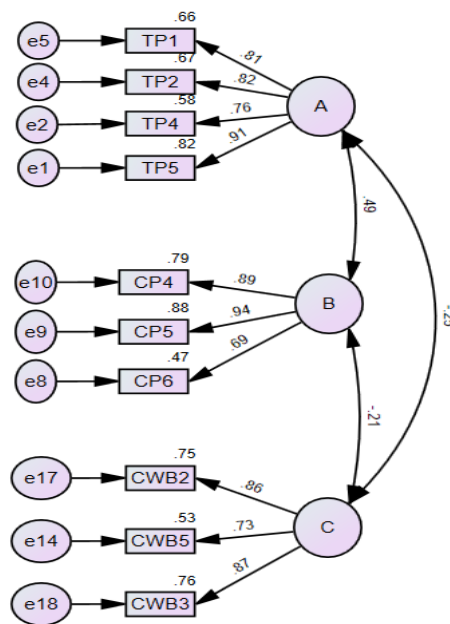 .66
e5 TP1 .81
.67
e4 TP2 .82
.58
e2 TP4 .76
A
.82
e1 TP5 .91
.49
.79
e10 CP4 .89
.88
e9 CP5 .94
B
.47
e8 CP6 .69
-.21
.75
e17 CWB2 .86
.53
e14 CWB5 .73
C
.76
e18 CWB3 .87